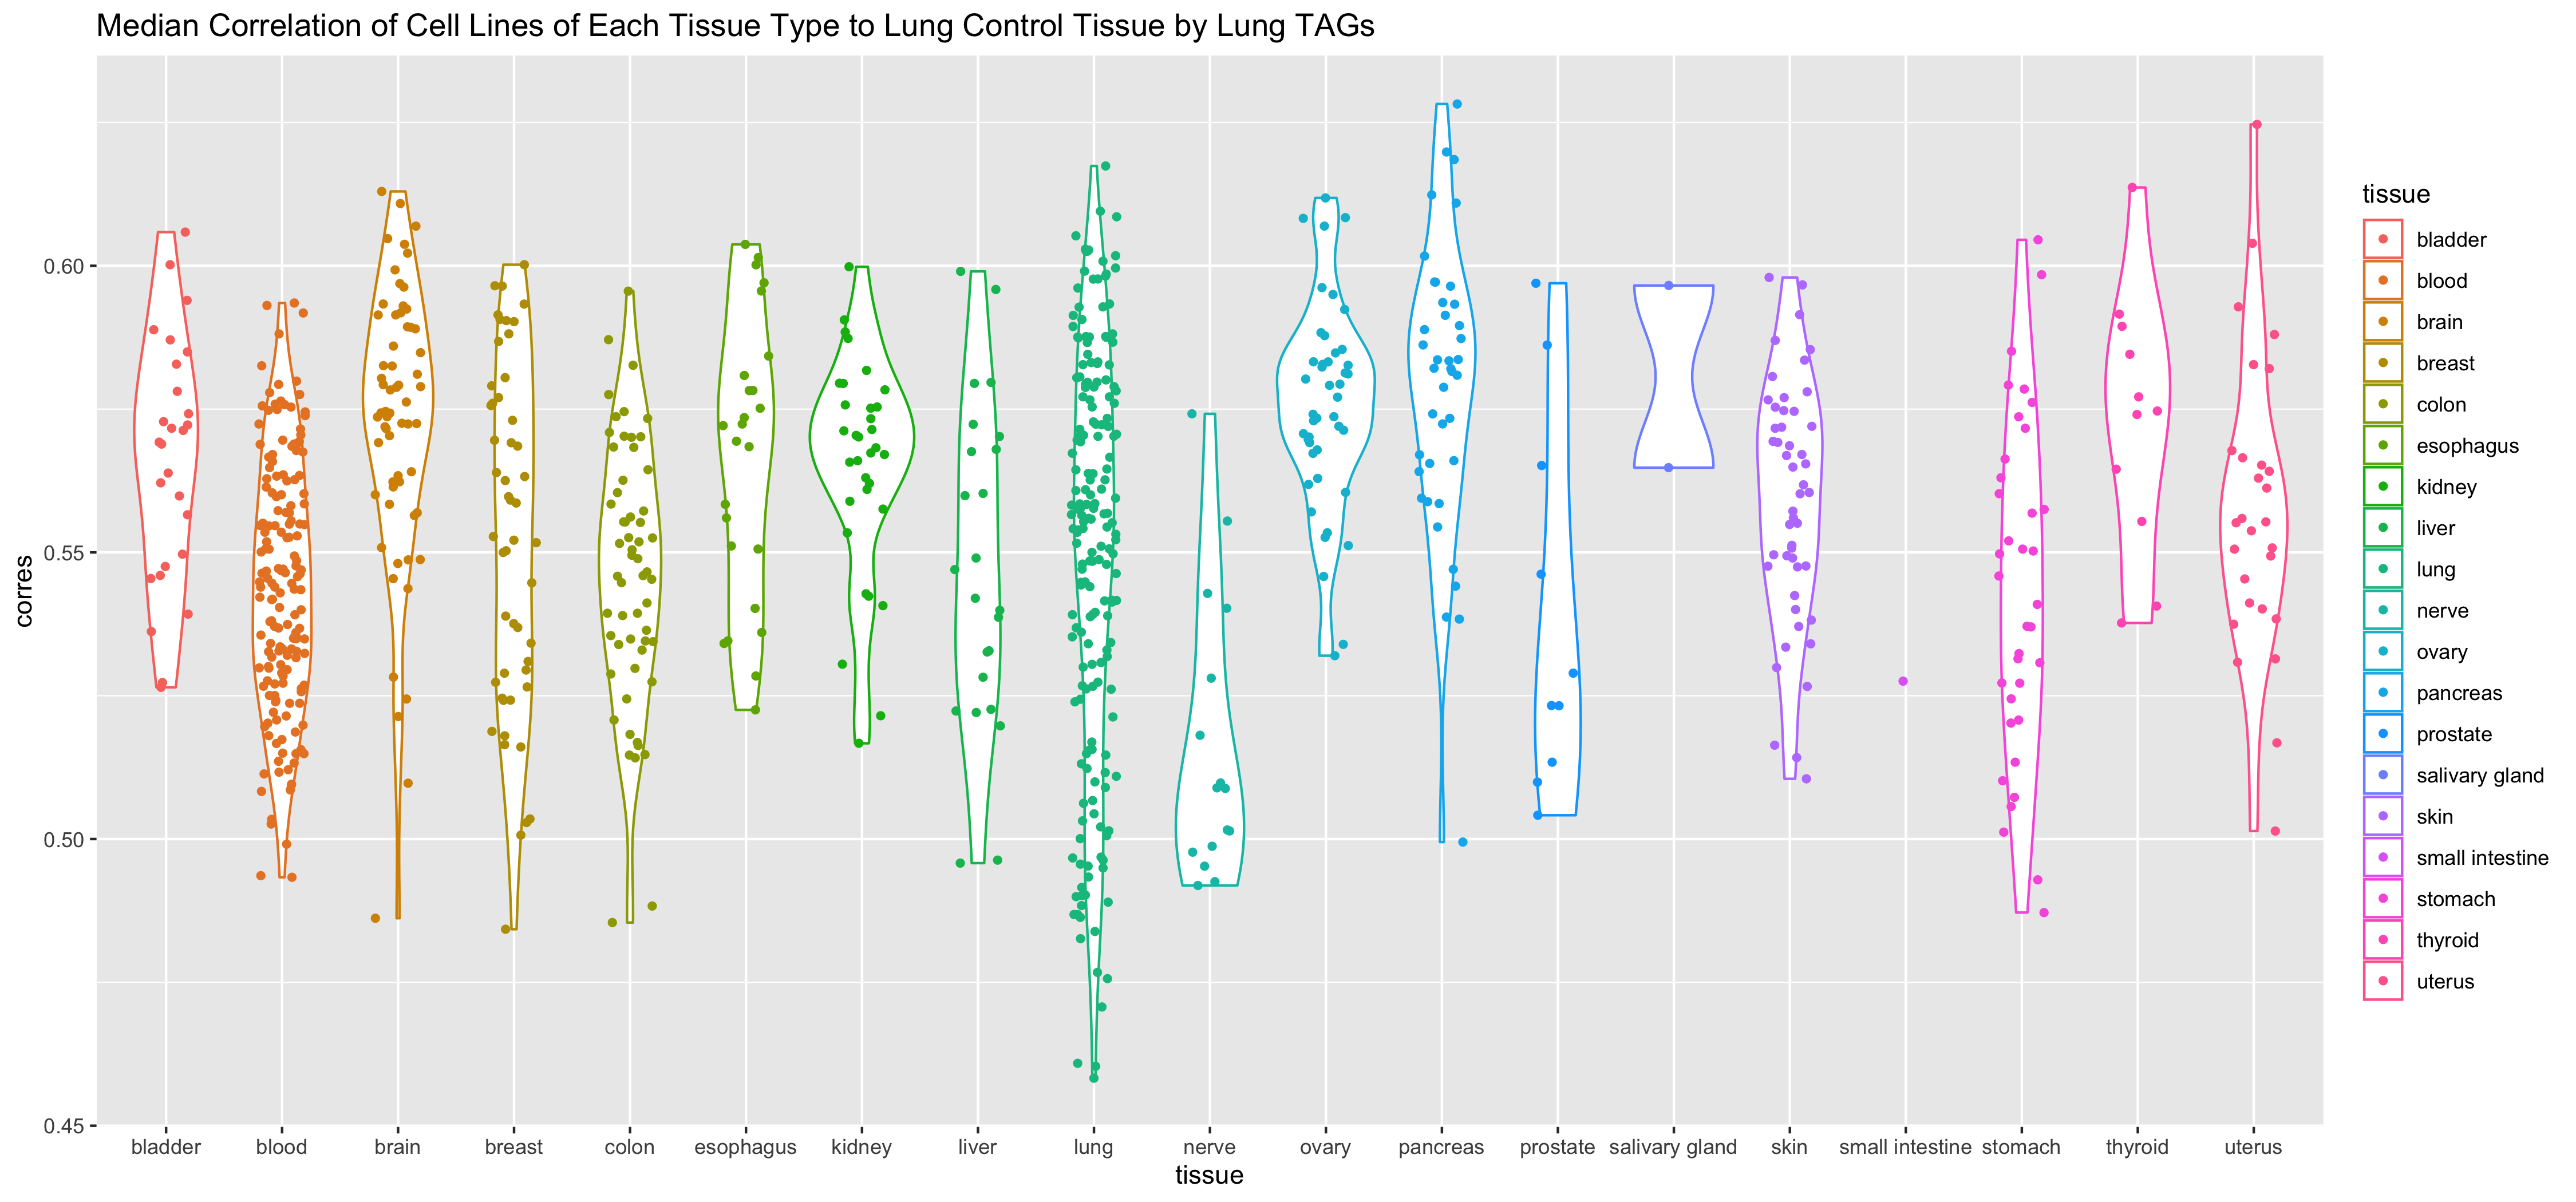 Median Correlation of Cell Lines of Each Tissue Type to Lung Control Tissue by Lung TAGs
corres
0.60
0.55
0.50
0.45
bladder blood brain breast colon esophagus kidney liver lung nerve ovary pancreas prostate salivary gland skin small intestine stomach thyroid uterus
tissue
tissue
bladder
blood
brain
breast
colon
esophagus
kidney
liver
lung
nerve
ovary
pancreas
prostate
salivary gland
skin
small intestine
stomach
thyroid
uterus